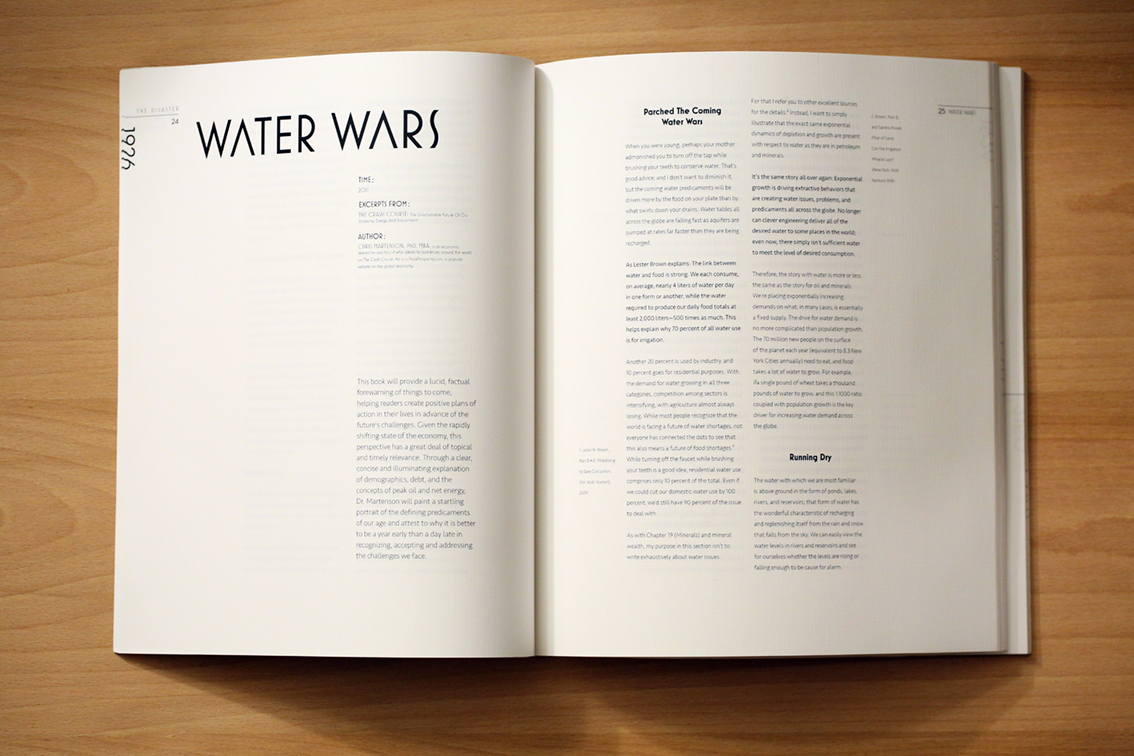 THE DISASTER
24
1926
WATER WARS
TIME:
2011
EXCERPTS FROM:
THE CRASH COURSE: The Unsustainable Future Of Our
Economy, Energy, And Environment
AUTHOR:
CHRIS MARTENSON, PhD, MBA,
website on the global economy.
This book will provide a lucid, factual
forewarning of things to come,
helping readers create positive plans of
action in their lives in advance of the
future's challenges. Given the rapidly
shifting state of the economy, this
perspective has a great deal of topical
and timely relevance. Through a clear,
concise and illuminating explanation
of demographics, debt, and the
concepts of peak oil and net energy,
Dr. Martenson will paint a startling
portrait of the defining predicaments
of our age and attest to why it is better
to be a year early than a day late in
recognizing, accepting and addressing
the challenges we face.
Parched The Coming
Water Wars
When you were young, perhaps your mother
admonished you to turn off the tap while
brushing your teeth to conserve water. That's
good advice, and I don't want to diminish it,
but the coming water predicaments will be
driven more by the food on your plate than by
what swirls down your drains. Water tables all
across the globe are falling fast as aquifers are
pumped at rates far faster than they are being
recharged.
As Lester Brown explains: The link between
water and food is strong. We each consume,
on average, nearly 4 liters of water per day
in one form or another, while the water
required to produce our daily food totals at
least 2,000 liters—500 times as much. This
helps explain why 70 percent of all water use
is for irrigation.
Another 20 percent is used by industry, and
10 percent goes for residential purposes. With
the demand for water growing in all three
categories, competition among sectors is
intensifying, with agriculture almost always
losing. While most people recognize that the
world is facing a future of water shortages, not
everyone has connected the dots to see that
this also means a future of food shortages.¹
While turning off the faucet while brushing
your teeth is a good idea, residential water use
comprises only 10 percent of the total. Even if
we could cut our domestic water use by 100
percent, we'd still have 90 percent of the issue
to deal with.
As with Chapter 19 (Minerals) and mineral
wealth, my purpose in this section isn't to
write exhaustively about water issues.
1. Lester R. Brown,
2009
For that I refer you to other excellent sources
for the details.² Instead, I want to simply
illustrate that the exact same exponential
dynamics of depletion and growth are present
with respect to water as they are in petroleum
and minerals.
It's the same story all over again: Exponential
growth is driving extractive behaviors that
are creating water issues, problems, and
predicaments all across the globe. No longer
can clever engineering deliver all of the
desired water to some places in the world;
even now, there simply isn't sufficient water
to meet the level of desired consumption.
Therefore, the story with water is more or less
the same as the story for oil and minerals.
We're placing exponentially increasing
demands on what, in many cases, is essentially
a fixed supply. The drive for water demand is
no more complicated than population growth.
The 70 million new people on the surface
of the planet each year (equivalent to 8.3 New
York Cities annually) need to eat, and food
takes a lot of water to grow. For example,
ifa single pound of wheat takes a thousand
pounds of water to grow, and this 1:1000 ratio
coupled with population growth is the key
driver for increasing water demand across
the globe.
Running Dry
The water with which we are most familiar
is above ground in the form of ponds, lakes,
rivers, and reservoirs; that form of water has
the wonderful characteristic of recharging
and replenishing itself from the rain and snow
that falls from the sky. We can easily view the
water levels in rivers and reservoirs and see
for ourselves whether the levels are rising or
falling enough to be cause for alarm.
and Sandra Postel,
Pillar of Sand:
Can the Irrigation
Miracle Last?
(New York: W.W.
Norton)
25 WATER WARS